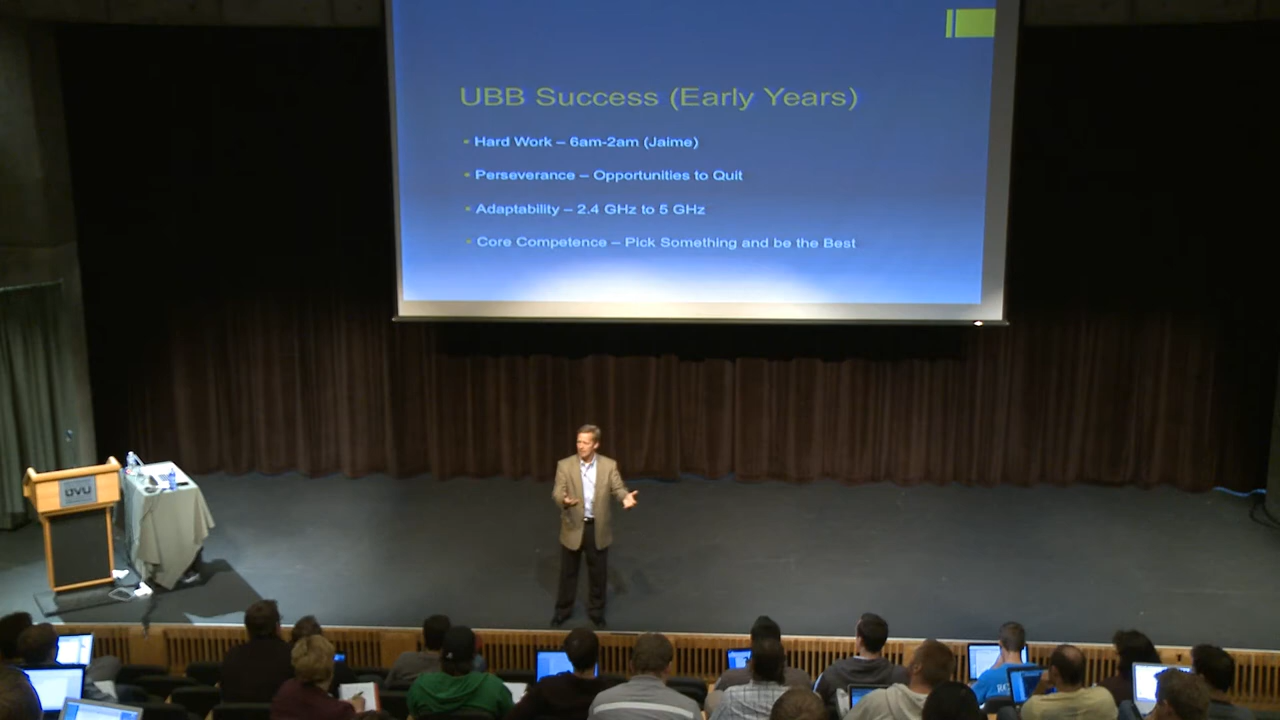 UBB Success (Early Years)
Hard Work – 6am-2am (Jaime)
Perseverance – Opportunities to Quit
Adaptability – 2.4 GHz to 5 GHz
Core Competence – Pick Something and be the Best
UVU